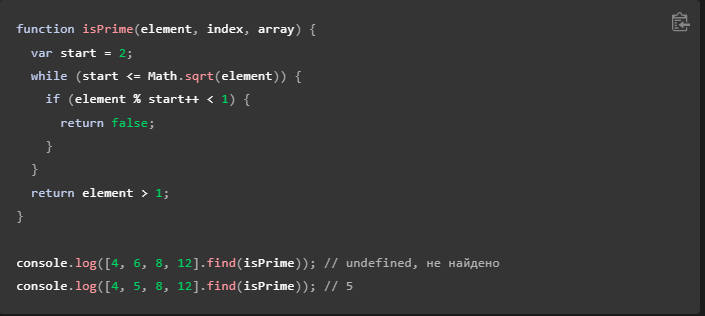 function isPrime(element, index, array) {
  var start = 2;
  while (start <= Math.sqrt(element)) {
    if (element % start++ < 1) {
      return false;
    }
  }
  return element > 1;
}

console.log([4, 6, 8, 12].find(isPrime)); // undefined, не найдено
console.log([4, 5, 8, 12].find(isPrime)); // 5